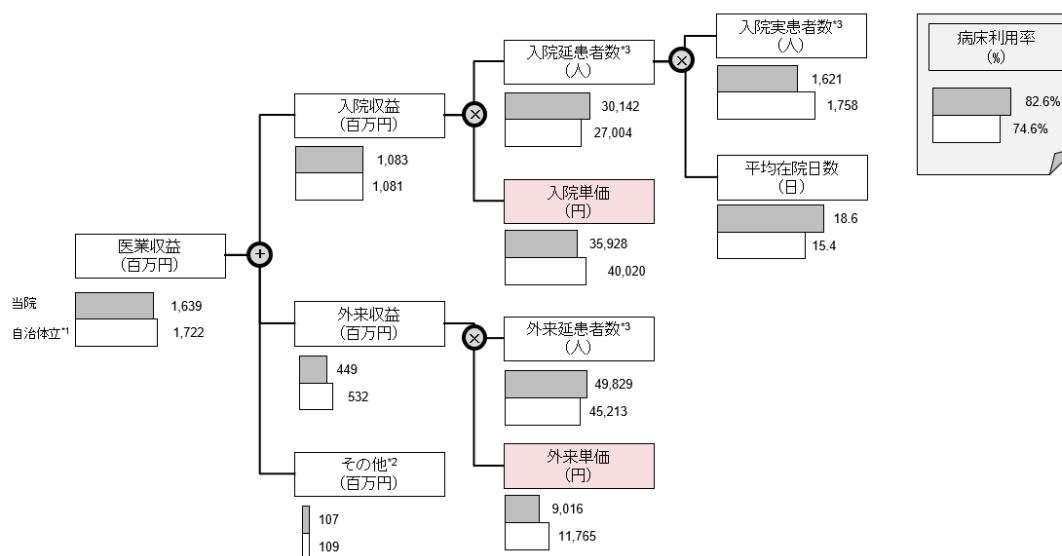 医業収益
(百万円)
当院
1,639
自治体立*1
1,722
入院収益
(百万円)
1,083
1,081
外来収益
(百万円)
449
532
その他*2
(百万円)
107
109
入院延患者数*3
(人)
30,142
27,004
入院単価
(円)
35,928
40,020
外来延患者数*3
(人)
49,829
45,213
外来単価
(円)
9,016
11,765
入院実患者数*3
(人)
1,621
1,758
平均在院日数
(日)
18.6
15.4
病床利用率
(%)
82.6%
74.6%
+
×
×
×